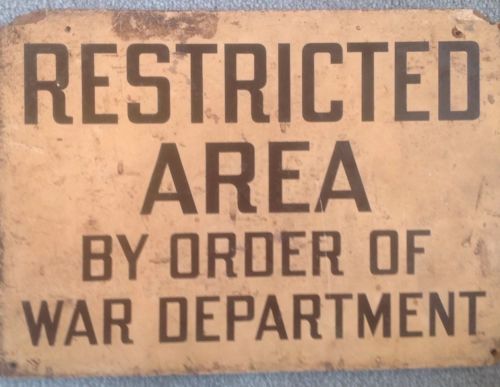 RESTRICTED
AREA
BY ORDER OF
WAR DEPARTMENT